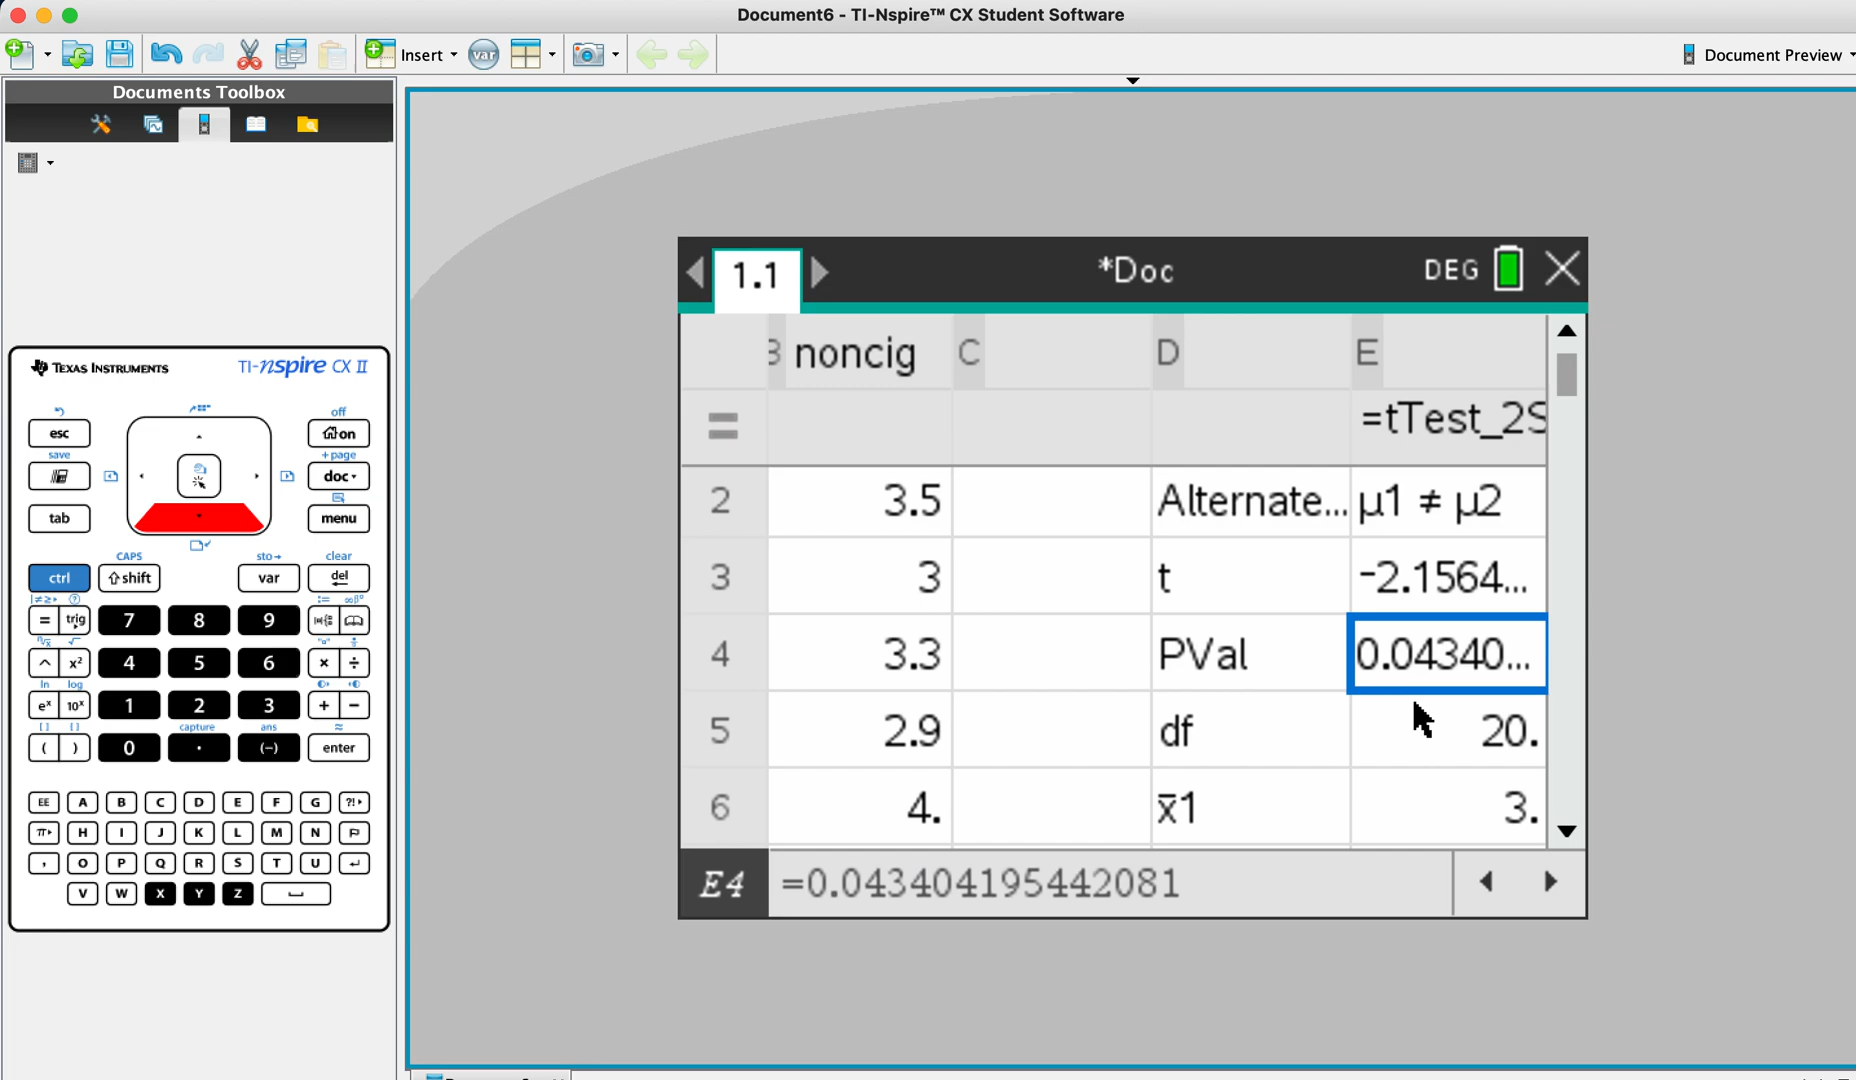 Document6 - TI-Nspire™ CX Student Software
Insert
var
Document Preview
Documents Toolbox
TEXAS INSTRUMENTS
TI-nspire CX II
off
esc
on
save
+ page
doc
tab
menu
CAPS
sto→
clear
ctrl
shift
var
del
=
trig
7
8
9
^
x²
4
5
6
×
÷
ln
log
eˣ
10ˣ
1
2
3
+
−
capture
ans
≈
(
)
0
.
(−)
enter
EE
A
B
C
D
E
F
G
?!▸
π▸
H
I
J
K
L
M
N
,
O
P
Q
R
S
T
U
V
W
X
Y
Z
1.1
*Doc
DEG
noncig
C
D
E
=
=tTest_2S
2
3.5
Alternate...
μ1 ≠ μ2
3
3
t
-2.1564...
4
3.3
PVal
0.04340...
5
2.9
df
20.
6
4.
x̄1
3.
E4
=0.043404195442081